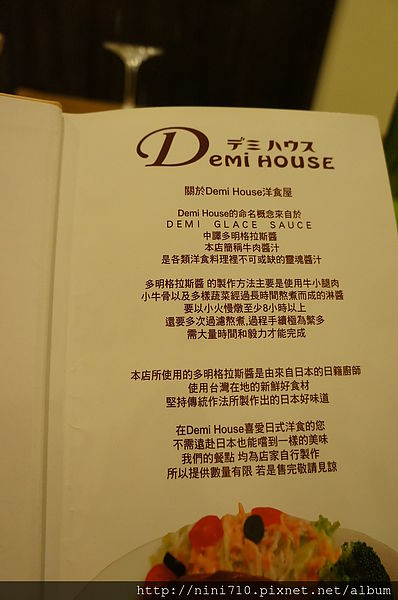 デミ ハウス
Demi HOUSE
關於Demi House洋食屋
Demi House的命名概念來自於
DEMI GLACE SAUCE
中譯多明格拉斯醬
本店簡稱牛肉醬汁
是各類洋食料理裡不可或缺的靈魂醬汁
多明格拉斯醬 的製作方法主要是使用牛小腿肉
小牛骨以及多樣蔬菜經過長時間熬煮而成的淋醬
要以小火慢燉至少8小時以上
還要多次過濾熬煮,過程手續極為繁多
需大量時間和毅力才能完成
本店所使用的多明格拉斯醬是由來自日本的日籍廚師
使用台灣在地的新鮮好食材
堅持傳統作法所製作出的日本好味道
在Demi House喜愛日式洋食的您
不需遠赴日本也能嚐到一樣的美味
我們的餐點 均為店家自行製作
所以提供數量有限 若是售完敬請見諒
http://nini710.pixnet.net/album